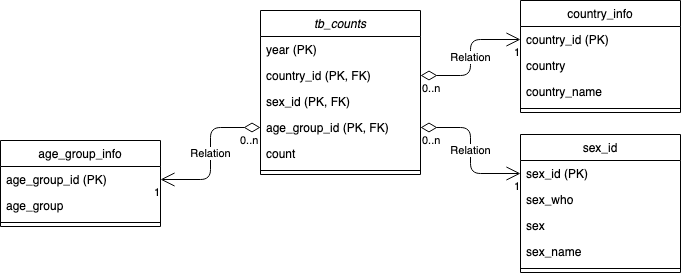 tb_counts
year (PK)
country_id (PK, FK)
sex_id (PK, FK)
age_group_id (PK, FK)
count
country_info
country_id (PK)
country
country_name
Relation
0..n
1
age_group_info
age_group_id (PK)
age_group
Relation
0..n
1
sex_id
sex_id (PK)
sex_who
sex
sex_name
Relation
0..n
1